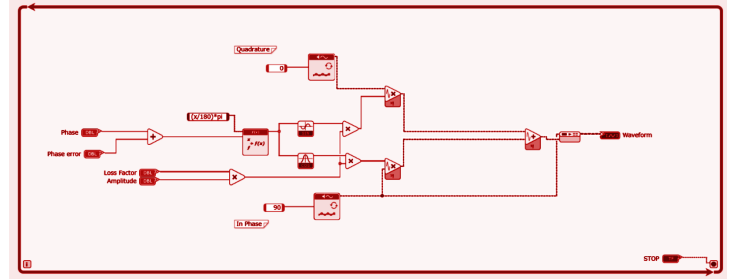 Quadrature
0
(x/180)*pi
Phase
DBL
Phase error
DBL
Loss Factor
DBL
Amplitude
DBL
90
In Phase
Waveform
STOP
i